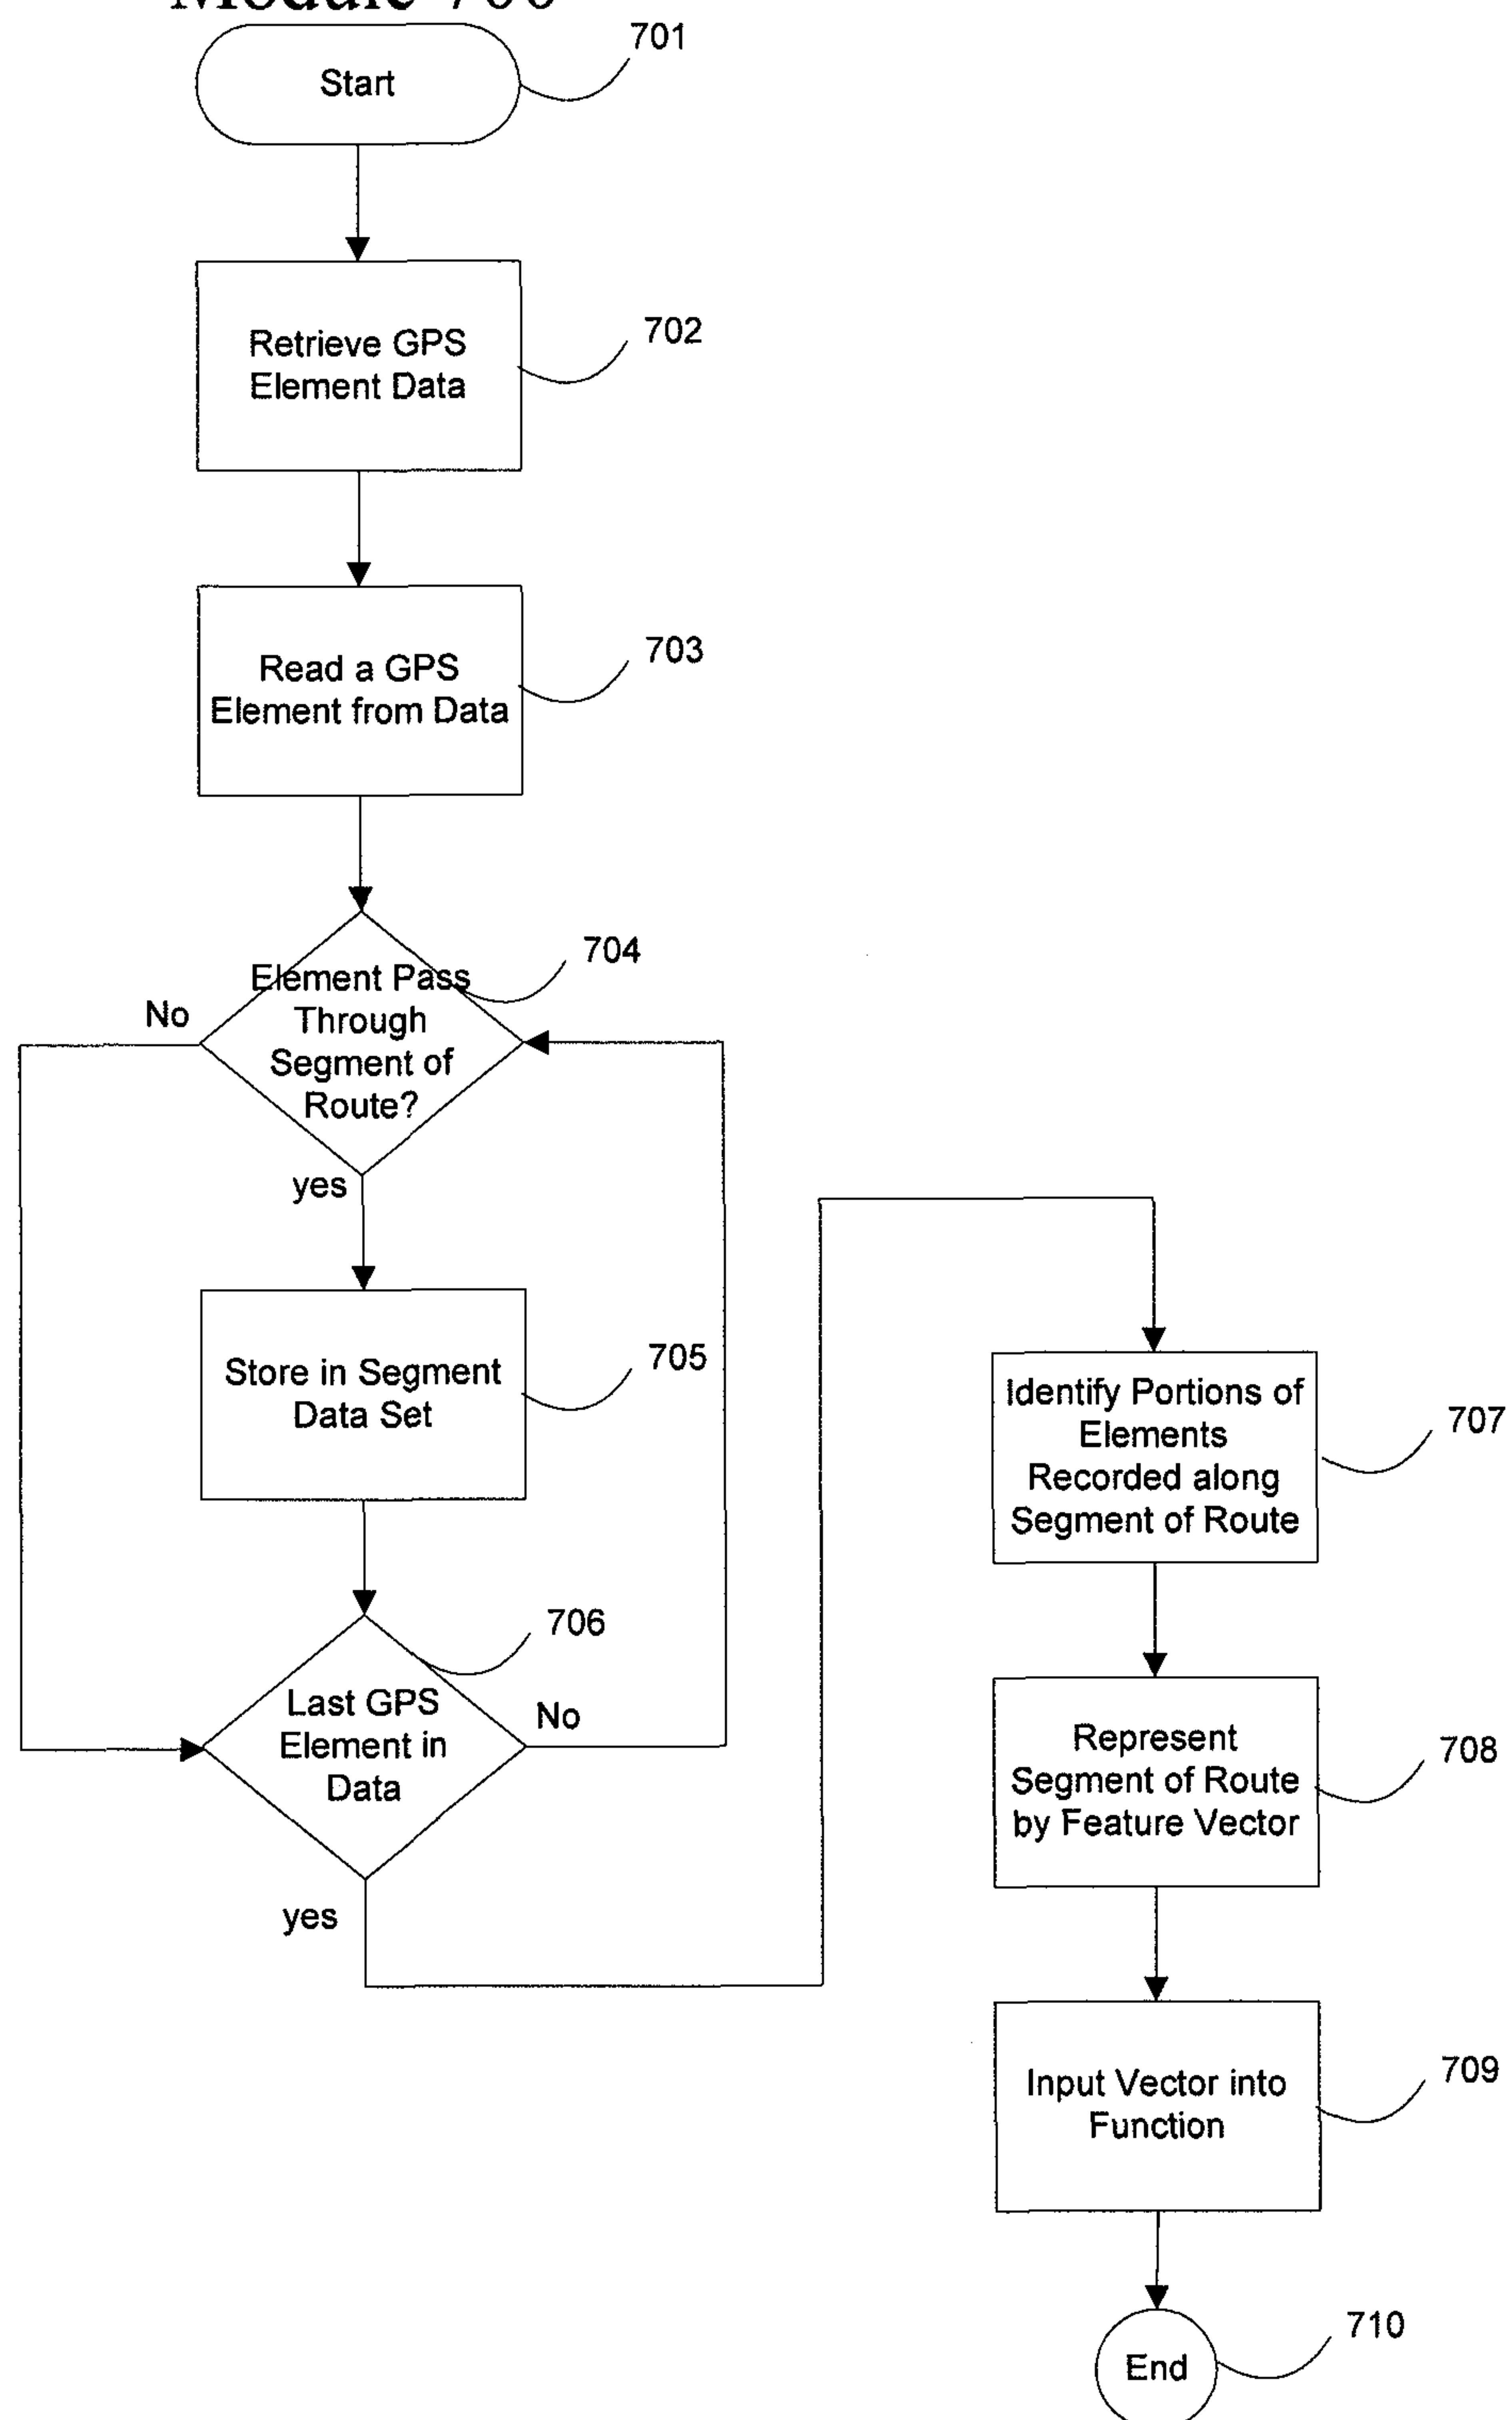 Module 700
Start
701
Retrieve GPS
Element Data
702
Read a GPS
Element from Data
703
Element Pass
Through
Segment of
Route?
704
No
yes
Store in Segment
Data Set
705
Last GPS
Element in
Data
706
No
yes
Identify Portions of
Elements
Recorded along
Segment of Route
707
Represent
Segment of Route
by Feature Vector
708
Input Vector into
Function
709
End
710